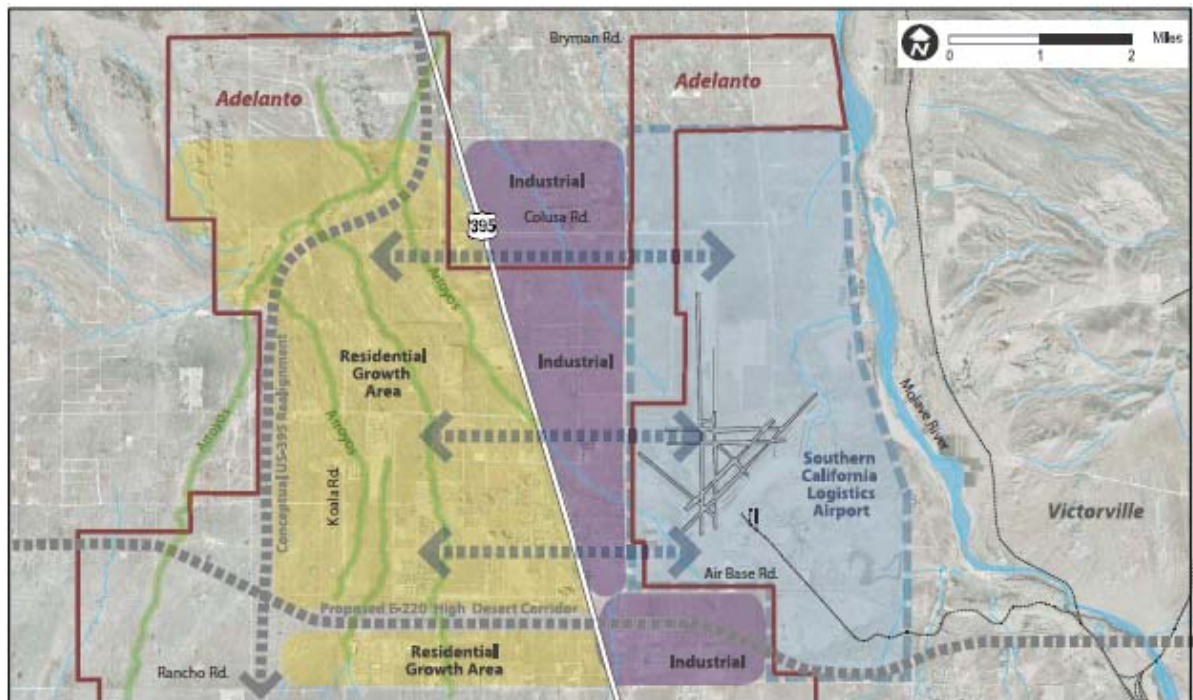 Bryman Rd.
N
0 1 2 Miles
Adelanto
Adelanto
Industrial
Colusa Rd.
395
Arroyos
Residential
Growth
Area
Industrial
Conceptual US-395 Realignment
Arroyos
Arroyos
Koala Rd.
Mojave River
Southern
California
Logistics
Airport
Victorville
Air Base Rd.
Proposed E-220 High Desert Corridor
Residential
Growth Area
Industrial
Rancho Rd.